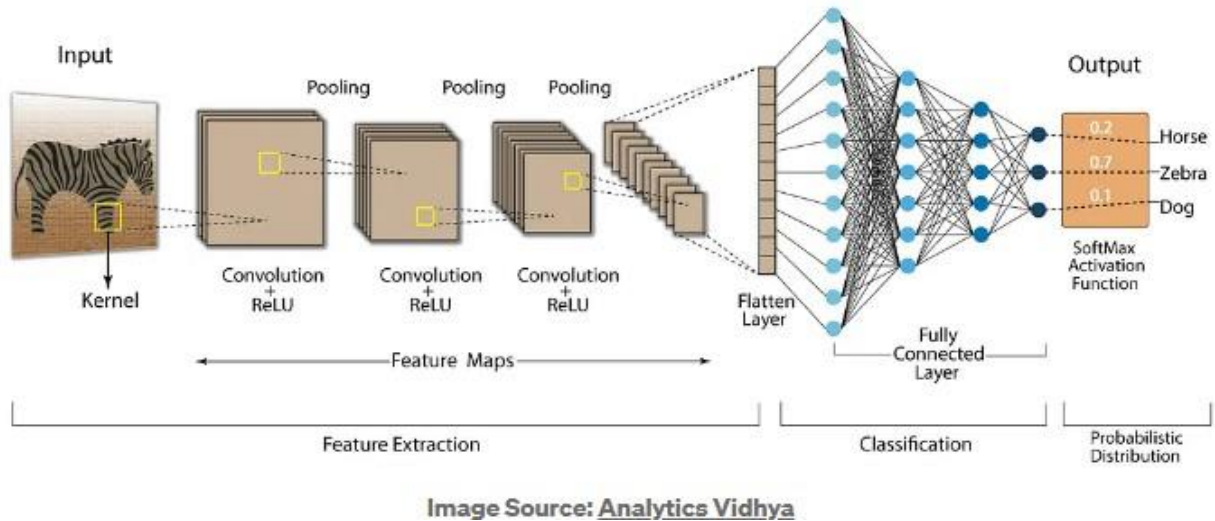 Input
Pooling
Pooling
Pooling
Output
0.2
Horse
0.7
Zebra
0.1
Dog
Kernel
Convolution
+
ReLU
Convolution
+
ReLU
Convolution
+
ReLU
Flatten
Layer
SoftMax
Activation
Function
Feature Maps
Fully
Connected
Layer
Feature Extraction
Classification
Probabilistic
Distribution
Image Source: Analytics Vidhya